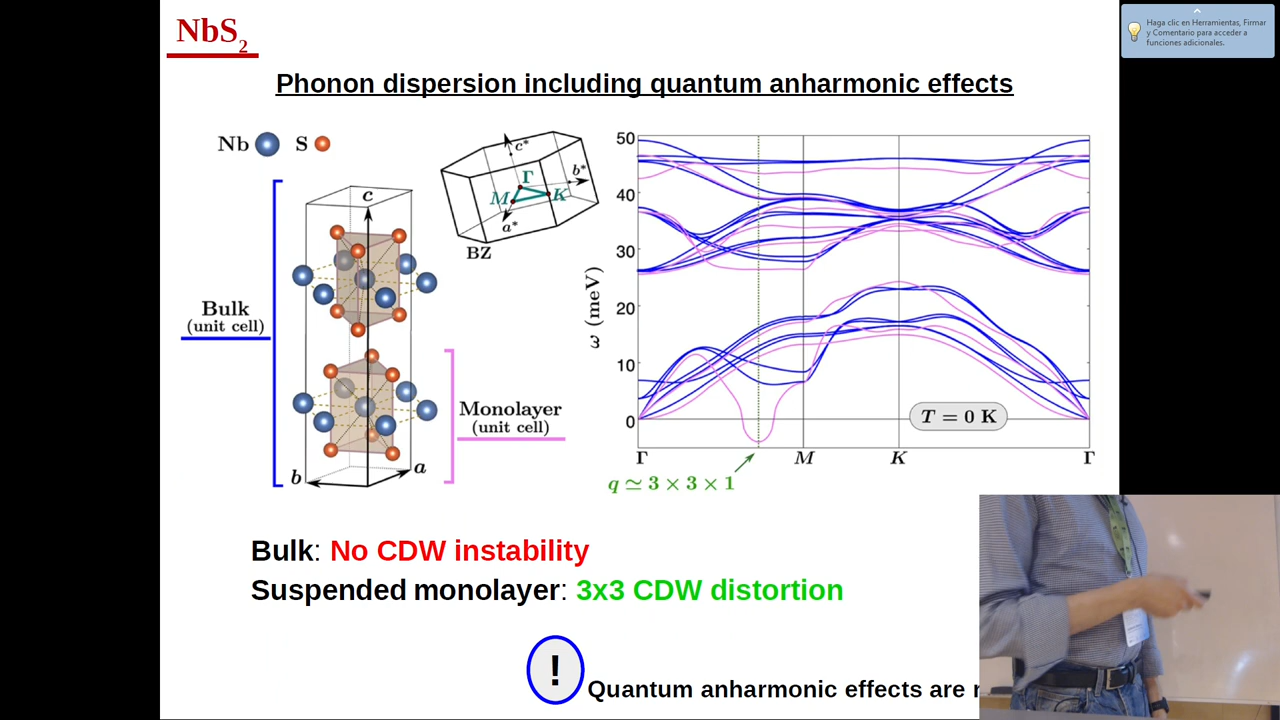 NbS2
Haga clic en Herramientas, Firmar
y Comentario para acceder a
funciones adicionales.
Phonon dispersion including quantum anharmonic effects
Nb S
c
Bulk
(unit cell)
Monolayer
(unit cell)
b
a
c*
b*
Γ
M
K
a*
BZ
50
40
30
20
10
0
ω (meV)
T = 0 K
Γ M K Γ
q ≃ 3 × 3 × 1
Bulk: No CDW instability
Suspended monolayer: 3x3 CDW distortion
!
Quantum anharmonic effects are